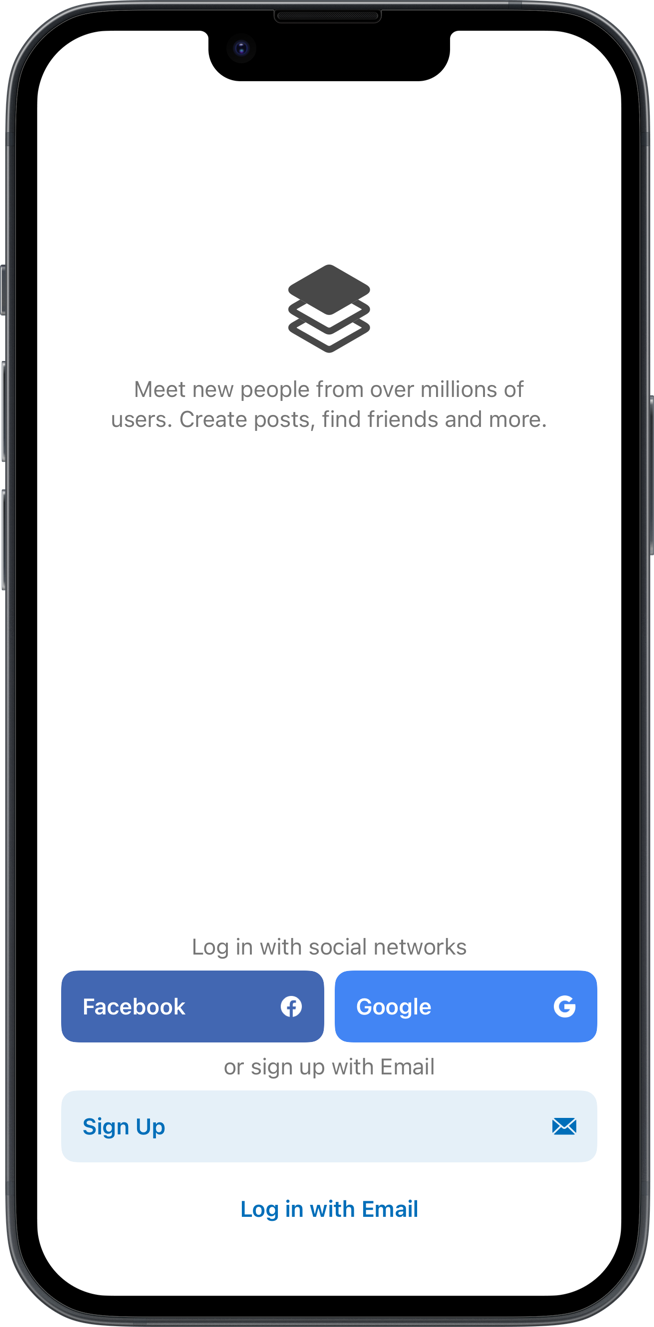 Meet new people from over millions of
users. Create posts, find friends and more.
Log in with social networks
Facebook
Google
or sign up with Email
Sign Up
Log in with Email